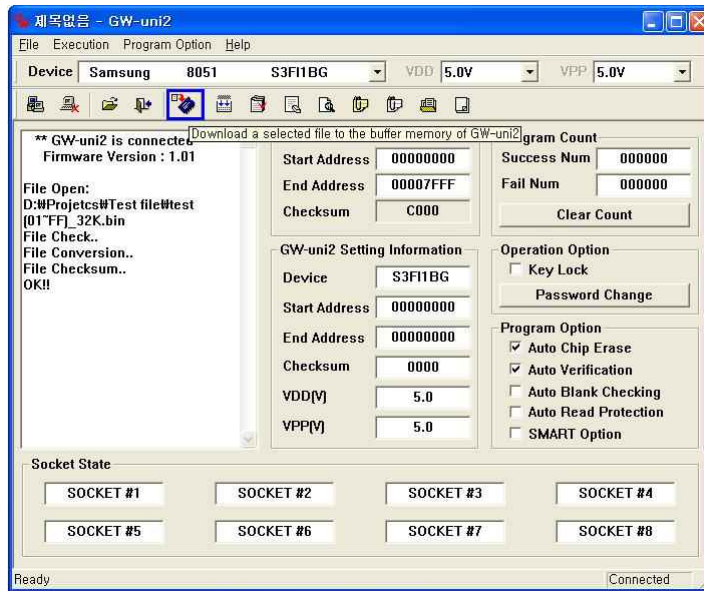 제목없음 - GW-uni2
File Execution Program Option Help
Device Samsung 8051 S3FI1BG VDD 5.0V VPP 5.0V
Download a selected file to the buffer memory of GW-uni2
** GW-uni2 is connected
Firmware Version : 1.01
File Open:
D:₩Projetcs₩Test file₩test
(01~FF)_32K.bin
File Check..
File Conversion..
File Checksum..
OK!!
Start Address 00000000
End Address 00007FFF
Checksum C000
GW-uni2 Setting Information
Device S3FI1BG
Start Address 00000000
End Address 00000000
Checksum 0000
VDD(V) 5.0
VPP(V) 5.0
gram Count
Success Num 000000
Fail Num 000000
Clear Count
Operation Option
Key Lock
Password Change
Program Option
Auto Chip Erase
Auto Verification
Auto Blank Checking
Auto Read Protection
SMART Option
Socket State
SOCKET #1 SOCKET #2 SOCKET #3 SOCKET #4
SOCKET #5 SOCKET #6 SOCKET #7 SOCKET #8
Ready Connected